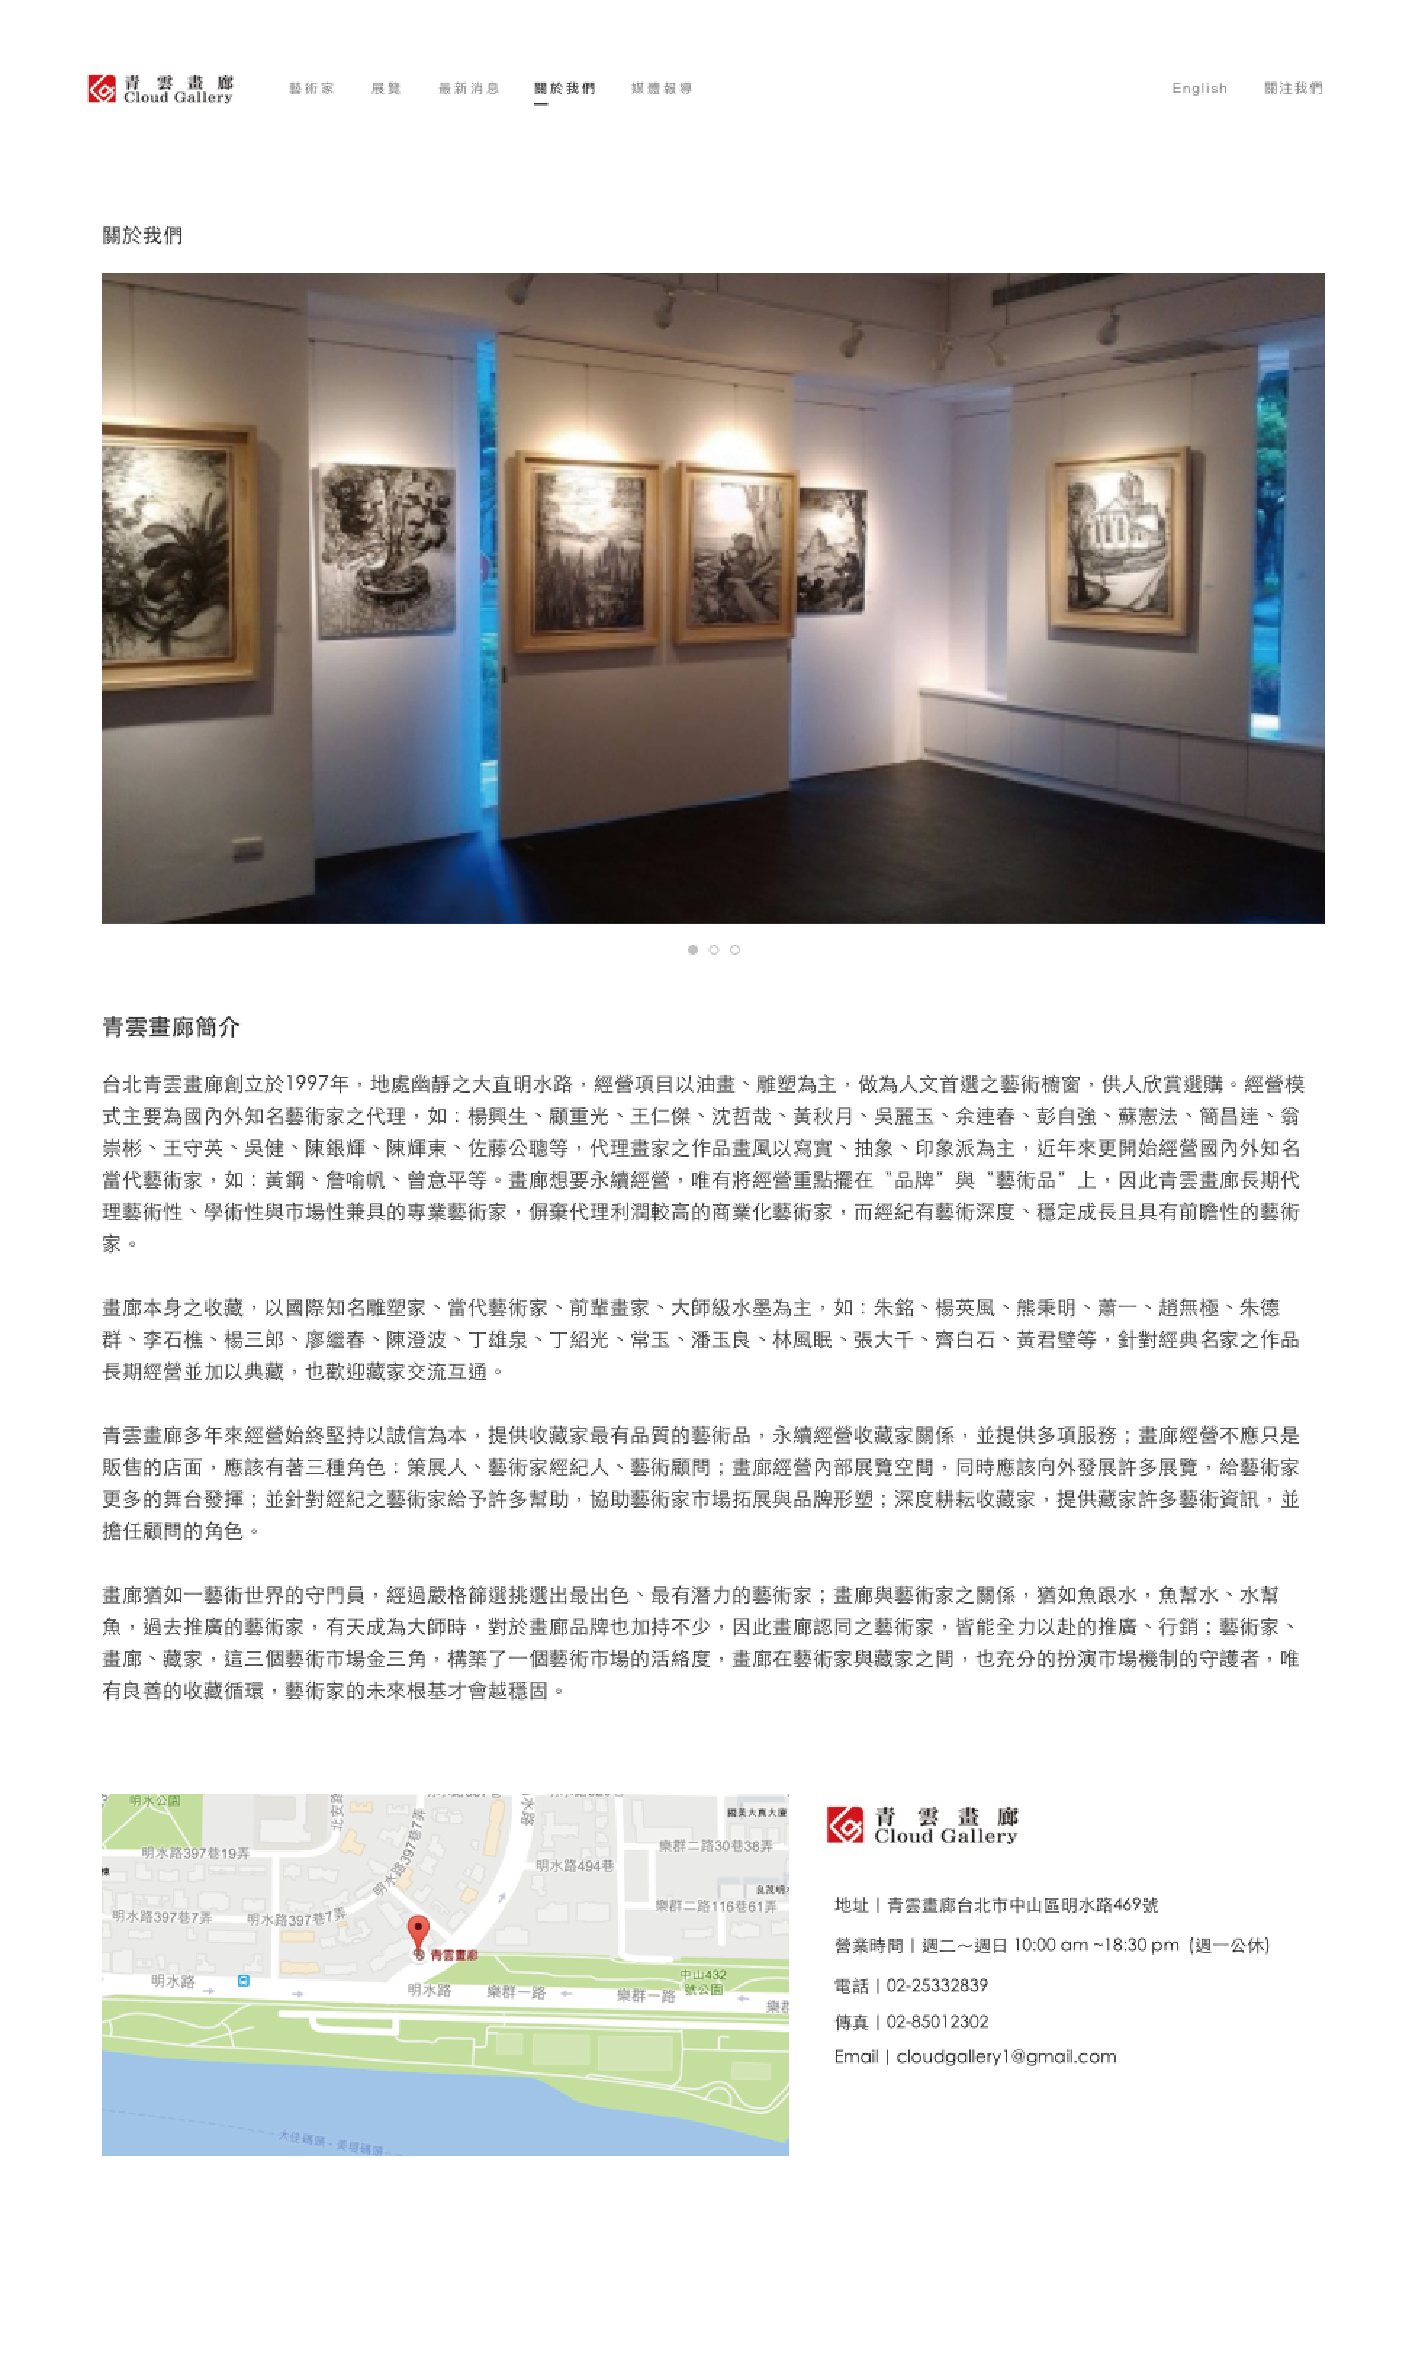 青雲畫廊
Cloud Gallery
藝術家 展覽 最新消息 關於我們 媒體報導 English 關注我們
關於我們
青雲畫廊簡介
台北青雲畫廊創立於1997年，地處幽靜之大直明水路，經營項目以油畫、雕塑為主，做為人文首選之藝術櫥窗，供人欣賞選購。經營模
式主要為國內外知名藝術家之代理，如：楊興生、顧重光、王仁傑、沈哲哉、黃秋月、吳麗玉、余連春、彭自強、蘇憲法、簡昌達、翁
崇彬、王守英、吳健、陳銀輝、陳輝東、佐藤公聰等，代理畫家之作品畫風以寫實、抽象、印象派為主，近年來更開始經營國內外知名
當代藝術家，如：黃鋼、詹喻帆、曾意平等。畫廊想要永續經營，唯有將經營重點擺在〝品牌〞與〝藝術品〞上，因此青雲畫廊長期代
理藝術性、學術性與市場性兼具的專業藝術家，摒棄代理利潤較高的商業化藝術家，而經紀有藝術深度、穩定成長且具有前瞻性的藝術
家。
畫廊本身之收藏，以國際知名雕塑家、當代藝術家、前輩畫家、大師級水墨為主，如：朱銘、楊英風、熊秉明、蕭一、趙無極、朱德
群、李石樵、楊三郎、廖繼春、陳澄波、丁雄泉、丁紹光、常玉、潘玉良、林風眠、張大千、齊白石、黃君璧等，針對經典名家之作品
長期經營並加以典藏，也歡迎藏家交流互通。
青雲畫廊多年來經營始終堅持以誠信為本，提供收藏家最有品質的藝術品，永續經營收藏家關係，並提供多項服務；畫廊經營不應只是
販售的店面，應該有著三種角色：策展人、藝術家經紀人、藝術顧問；畫廊經營內部展覽空間，同時應該向外發展許多展覽，給藝術家
更多的舞台發揮；並針對經紀之藝術家給予許多幫助，協助藝術家市場拓展與品牌形塑；深度耕耘收藏家，提供藏家許多藝術資訊，並
擔任顧問的角色。
畫廊猶如一藝術世界的守門員，經過嚴格篩選挑選出最出色、最有潛力的藝術家；畫廊與藝術家之關係，猶如魚跟水，魚幫水、水幫
魚，過去推廣的藝術家，有天成為大師時，對於畫廊品牌也加持不少，因此畫廊認同之藝術家，皆能全力以赴的推廣、行銷；藝術家、
畫廊、藏家，這三個藝術市場金三角，構築了一個藝術市場的活絡度，畫廊在藝術家與藏家之間，也充分的扮演市場機制的守護者，唯
有良善的收藏循環，藝術家的未來根基才會越穩固。
明水公園
北安路
明水路397巷7弄
明水路
國美大真大廈
明水路397巷19弄
明水路494巷
樂群二路30巷38弄
明水路397巷7弄
明水路397巷7弄
樂群二路116巷61弄
青雲畫廊
明水路
明水路
樂群一路
樂群一路
中山432
號公園
大佳碼頭 - 美堤碼頭
青雲畫廊
Cloud Gallery
地址｜青雲畫廊台北市中山區明水路469號
營業時間｜週二～週日 10:00 am ~18:30 pm (週一公休)
電話｜02-25332839
傳真｜02-85012302
Email｜cloudgallery1@gmail.com